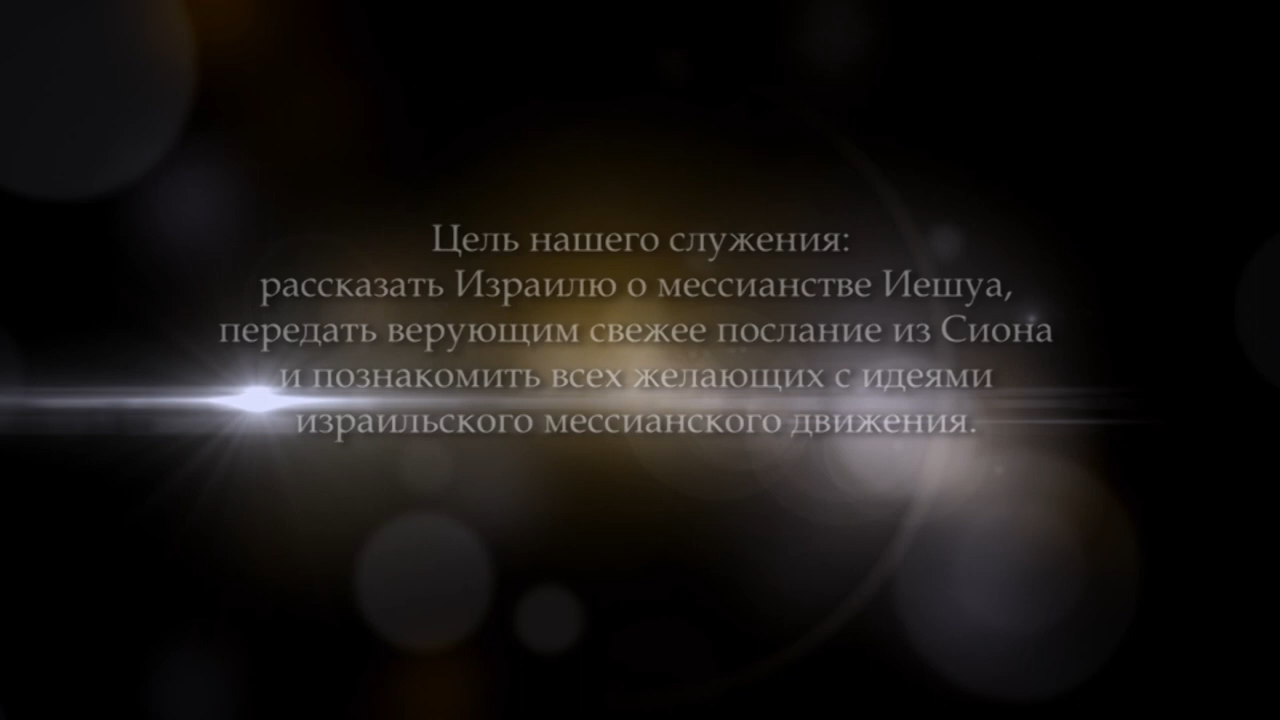 Цель нашего служения:
рассказать Израилю о мессианстве Иешуа,
передать верующим свежее послание из Сиона
и познакомить всех желающих с идеями
израильского мессианского движения.